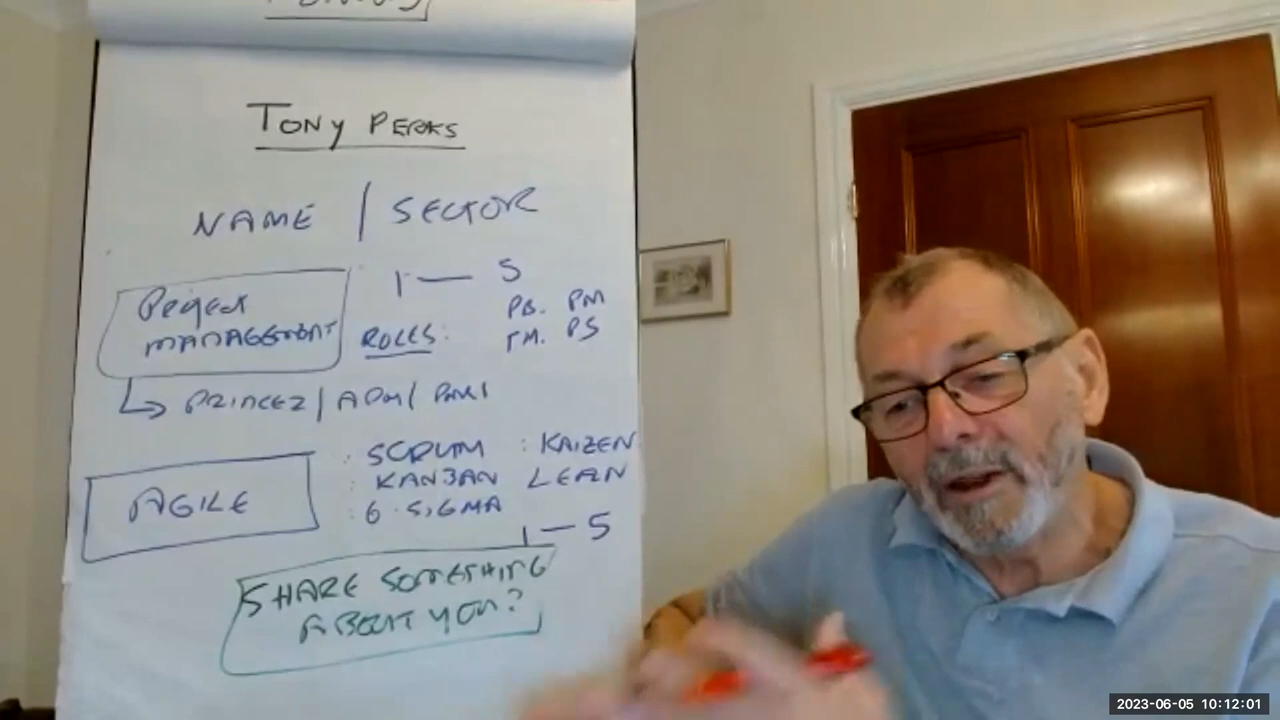 TONY PERKS
NAME / SECTOR
Project
MANAGEMENT
1 — 5
ROLES:
PB. PM
TM. PS
PRINCE2 / APM / PMI
AGILE
: SCRUM : KAIZEN
: KANBAN LEAN
: 6 SIGMA
1 — 5
SHARE SOMETHING
ABOUT YOU?
2023-06-05 10:12:01